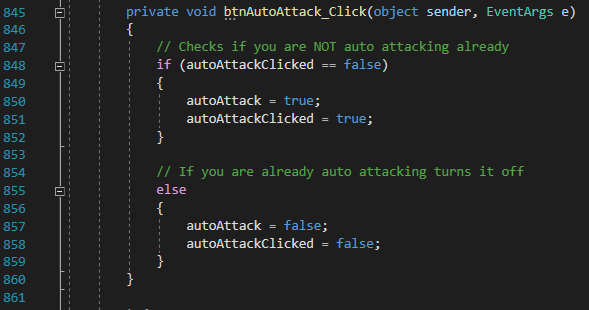 845 private void btnAutoAttack_Click(object sender, EventArgs e)
846 {
847 // Checks if you are NOT auto attacking already
848 if (autoAttackClicked == false)
849 {
850 autoAttack = true;
851 autoAttackClicked = true;
852 }
853
854 // If you are already auto attacking turns it off
855 else
856 {
857 autoAttack = false;
858 autoAttackClicked = false;
859 }
860 }
861